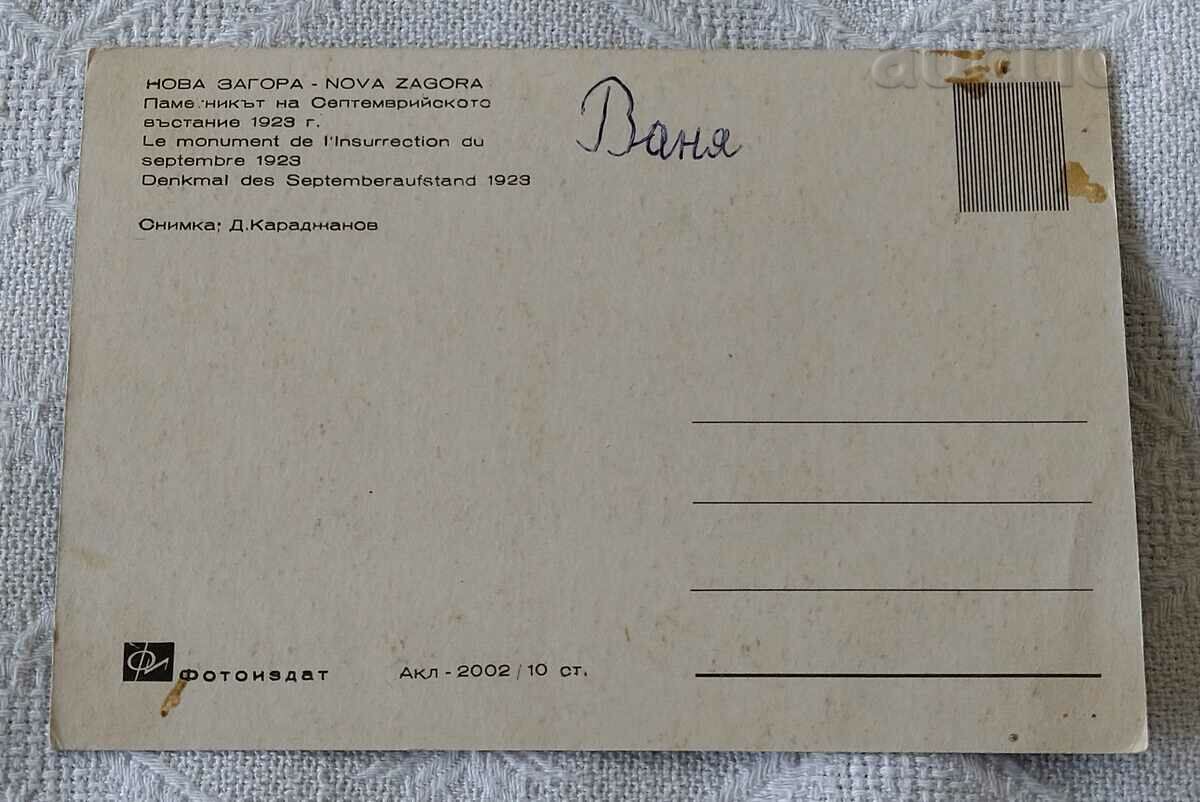 НОВА ЗАГОРА - NOVA ZAGORA
Паметникът на Септемврийското
въстание 1923 г.
Le monument de l'Insurrection du
septembre 1923
Denkmal des Septemberaufstand 1923
Снимка: Д.Караджанов
Ваня
Фотоиздат
Акл - 2002 / 10 ст.